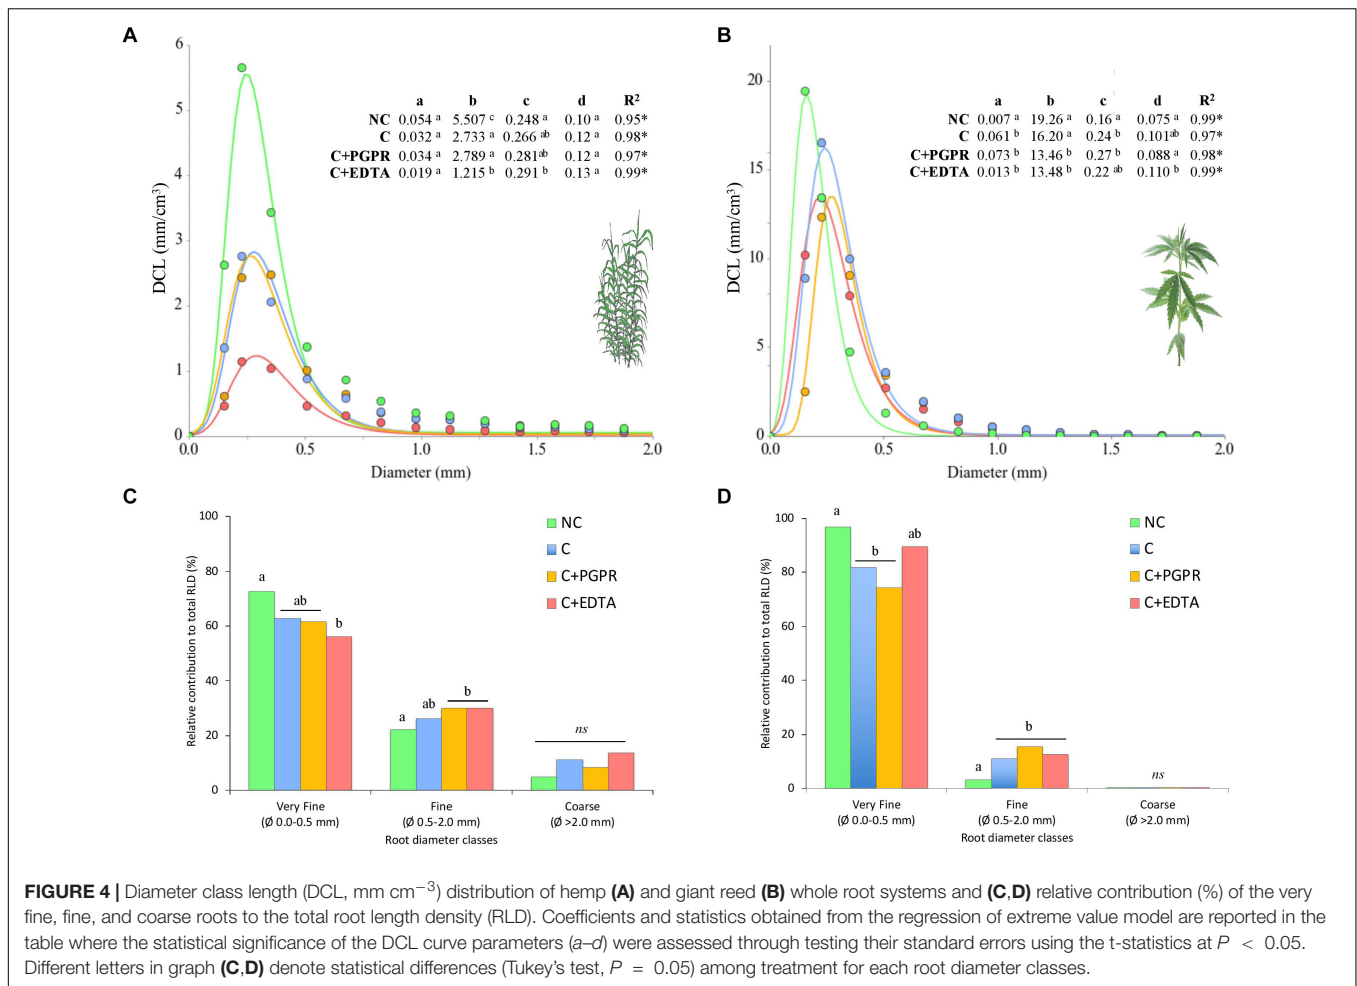 A
6
5
4
3
2
1
0
DCL (mm/cm³)
a b c d R²
NC 0.054 a 5.507 c 0.248 a 0.10 a 0.95*
C 0.032 a 2.733 a 0.266 ab 0.12 a 0.98*
C+PGPR 0.034 a 2.789 a 0.281 ab 0.12 a 0.97*
C+EDTA 0.019 a 1.215 b 0.291 b 0.13 a 0.99*
0.0 0.5 1.0 1.5 2.0
Diameter (mm)
B
20
15
10
5
0
DCL (mm/cm³)
a b c d R²
NC 0.007 a 19.26 a 0.16 a 0.075 a 0.99*
C 0.061 b 16.20 a 0.24 b 0.101 ab 0.97*
C+PGPR 0.073 b 13.46 b 0.27 b 0.088 a 0.98*
C+EDTA 0.013 b 13.48 b 0.22 ab 0.110 b 0.99*
0.0 0.5 1.0 1.5 2.0
Diameter (mm)
C
100
80
60
40
20
0
Relative contribution to total RLD (%)
NC
C
C+PGPR
C+EDTA
a
ab
b
a
ab
b
ns
Very Fine Fine Coarse
(Ø 0.0-0.5 mm) (Ø 0.5-2.0 mm) (Ø >2.0 mm)
Root diameter classes
D
100
80
60
40
20
0
Relative contribution to total RLD (%)
NC
C
C+PGPR
C+EDTA
a
b
ab
a
b
ns
Very Fine Fine Coarse
(Ø 0.0-0.5 mm) (Ø 0.5-2.0 mm) (Ø >2.0 mm)
Root diameter classes
FIGURE 4 | Diameter class length (DCL, mm cm−3) distribution of hemp (A) and giant reed (B) whole root systems and (C,D) relative contribution (%) of the very
fine, fine, and coarse roots to the total root length density (RLD). Coefficients and statistics obtained from the regression of extreme value model are reported in the
table where the statistical significance of the DCL curve parameters (a–d) were assessed through testing their standard errors using the t-statistics at P < 0.05.
Different letters in graph (C,D) denote statistical differences (Tukey's test, P = 0.05) among treatment for each root diameter classes.